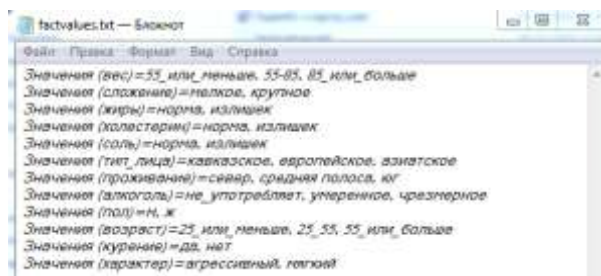 factvalues.txt — Блокнот
Файл Правка Формат Вид Справка
Значения (вес)=55_или_меньше, 55-85, 85_или_больше
Значения (сложение)=мелкое, крупное
Значения (жиры)=норма, излишек
Значения (холестерин)=норма, излишек
Значения (соль)=норма, излишек
Значения (тип_лица)=кавказское, европейское, азиатское
Значения (проживание)=север, средняя полоса, юг
Значения (алкоголь)=не_употребляет, умеренное, чрезмерное
Значения (пол)=м, ж
Значения (возраст)=25_или_меньше, 25_55, 55_или_больше
Значения (курение)=да, нет
Значения (характер)=агрессивный, мягкий